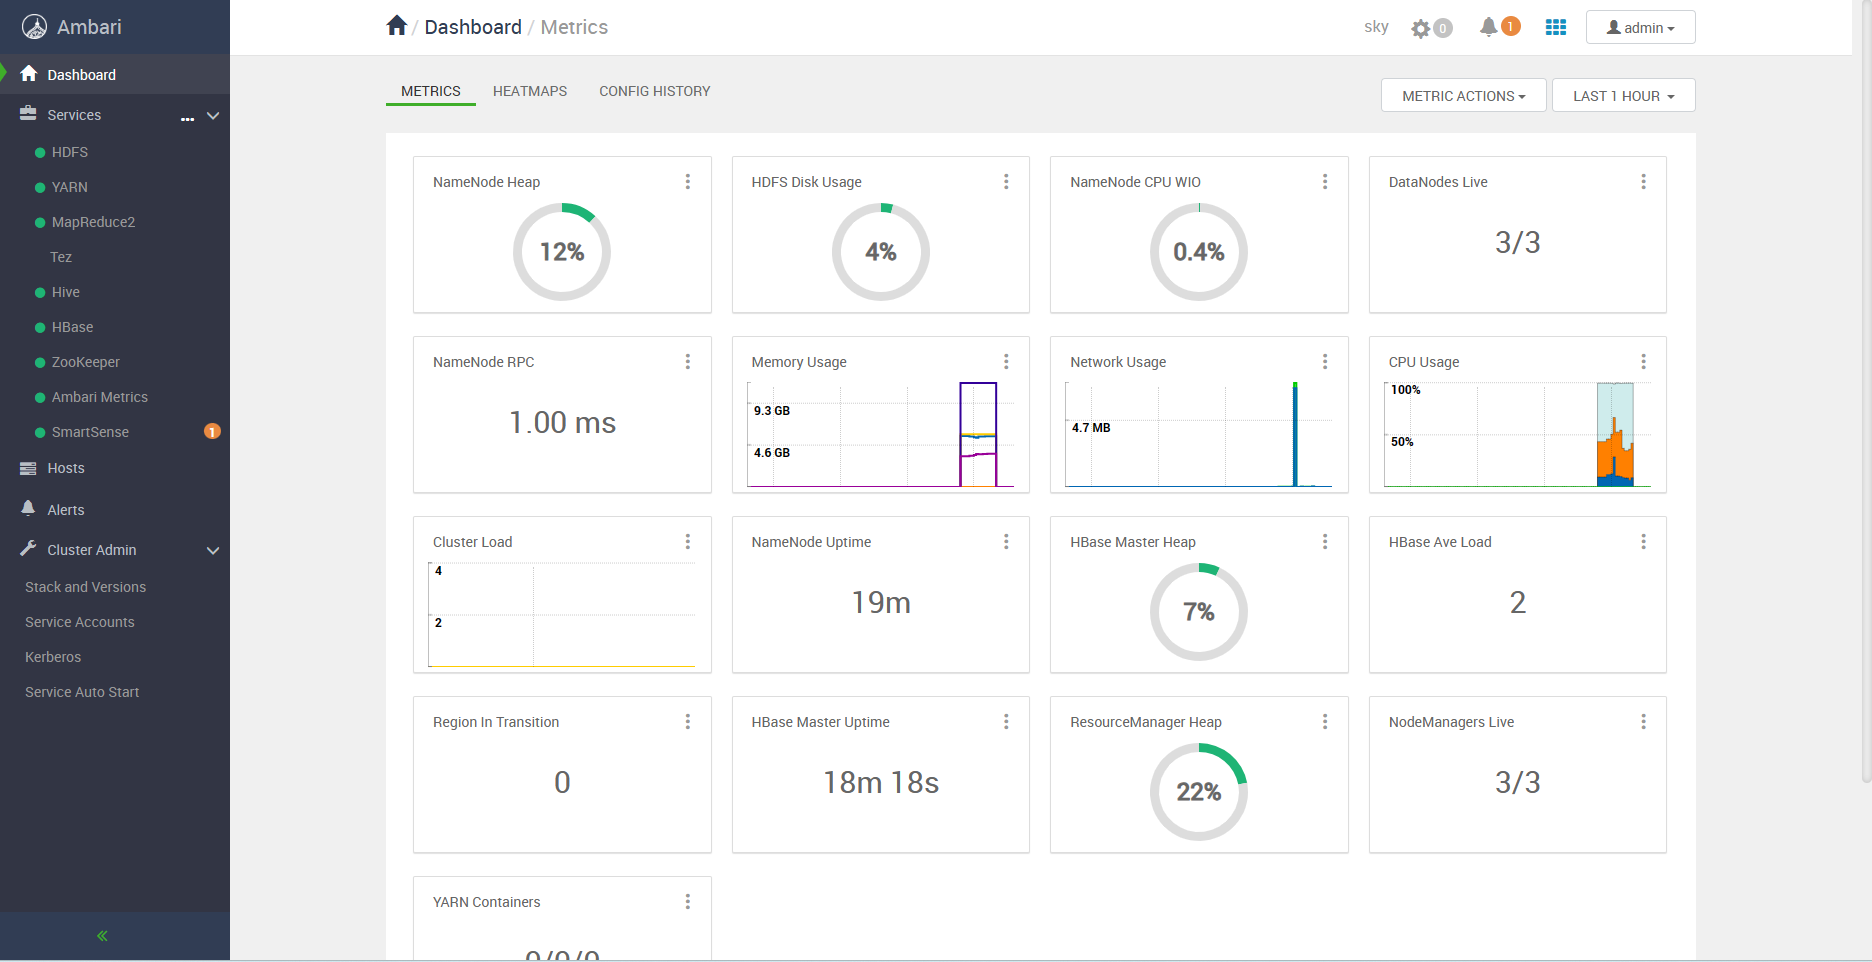 Ambari
Dashboard
Services
...
HDFS
YARN
MapReduce2
Tez
Hive
HBase
ZooKeeper
Ambari Metrics
SmartSense 1
Hosts
Alerts
Cluster Admin
Stack and Versions
Service Accounts
Kerberos
Service Auto Start
«
/ Dashboard / Metrics
sky 0 1 admin
METRICS HEATMAPS CONFIG HISTORY
METRIC ACTIONS LAST 1 HOUR
NameNode Heap
12%
HDFS Disk Usage
4%
NameNode CPU WIO
0.4%
DataNodes Live
3/3
NameNode RPC
1.00 ms
Memory Usage
9.3 GB
4.6 GB
Network Usage
4.7 MB
CPU Usage
100%
50%
Cluster Load
4
2
NameNode Uptime
19m
HBase Master Heap
7%
HBase Ave Load
2
Region In Transition
0
HBase Master Uptime
18m 18s
ResourceManager Heap
22%
NodeManagers Live
3/3
YARN Containers
0/0/0